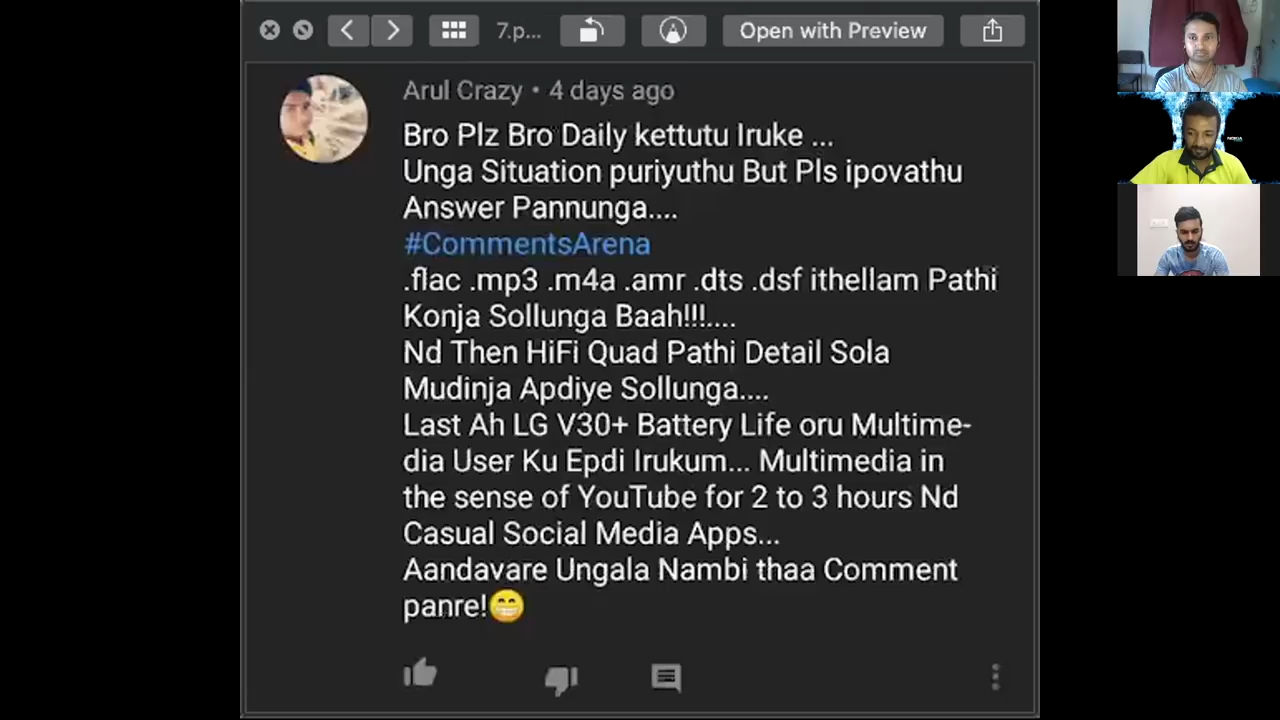 7.p... Open with Preview
Arul Crazy • 4 days ago
Bro Plz Bro Daily kettutu Iruke ...
Unga Situation puriyuthu But Pls ipovathu
Answer Pannunga....
#CommentsArena
.flac .mp3 .m4a .amr .dts .dsf ithellam Pathi
Konja Sollunga Baah!!!....
Nd Then HiFi Quad Pathi Detail Sola
Mudinja Apdiye Sollunga....
Last Ah LG V30+ Battery Life oru Multime-
dia User Ku Epdi Irukum... Multimedia in
the sense of YouTube for 2 to 3 hours Nd
Casual Social Media Apps...
Aandavare Ungala Nambi thaa Comment
panre!😁
NOKIA